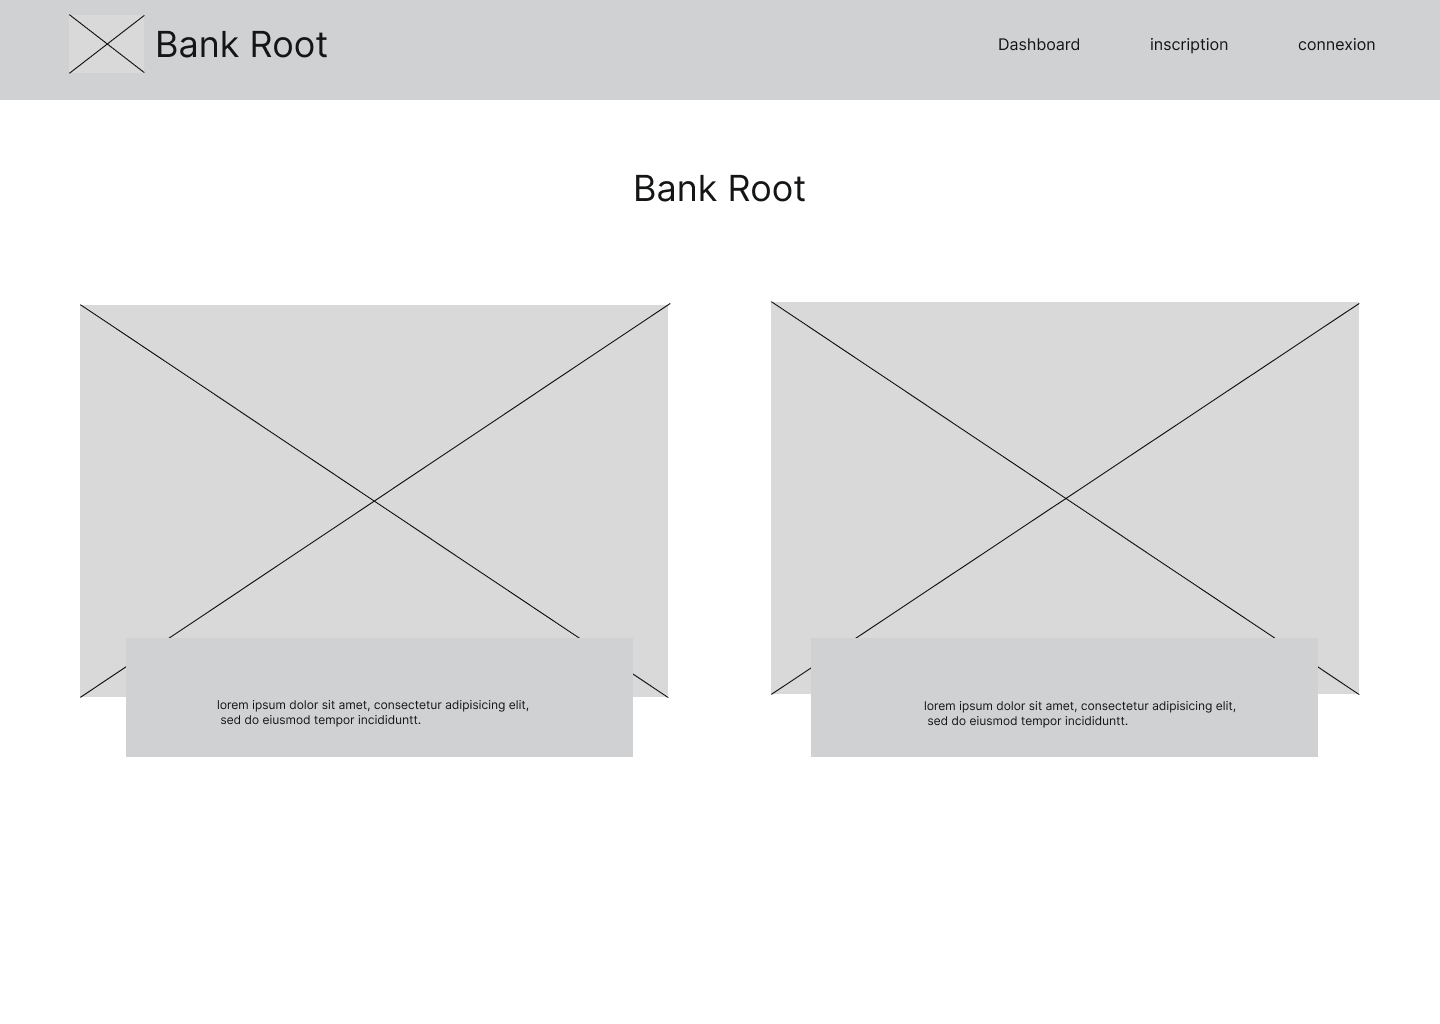 Bank Root
Dashboard
inscription
connexion
Bank Root
lorem ipsum dolor sit amet, consectetur adipisicing elit,
sed do eiusmod tempor incididuntt.
lorem ipsum dolor sit amet, consectetur adipisicing elit,
sed do eiusmod tempor incididuntt.